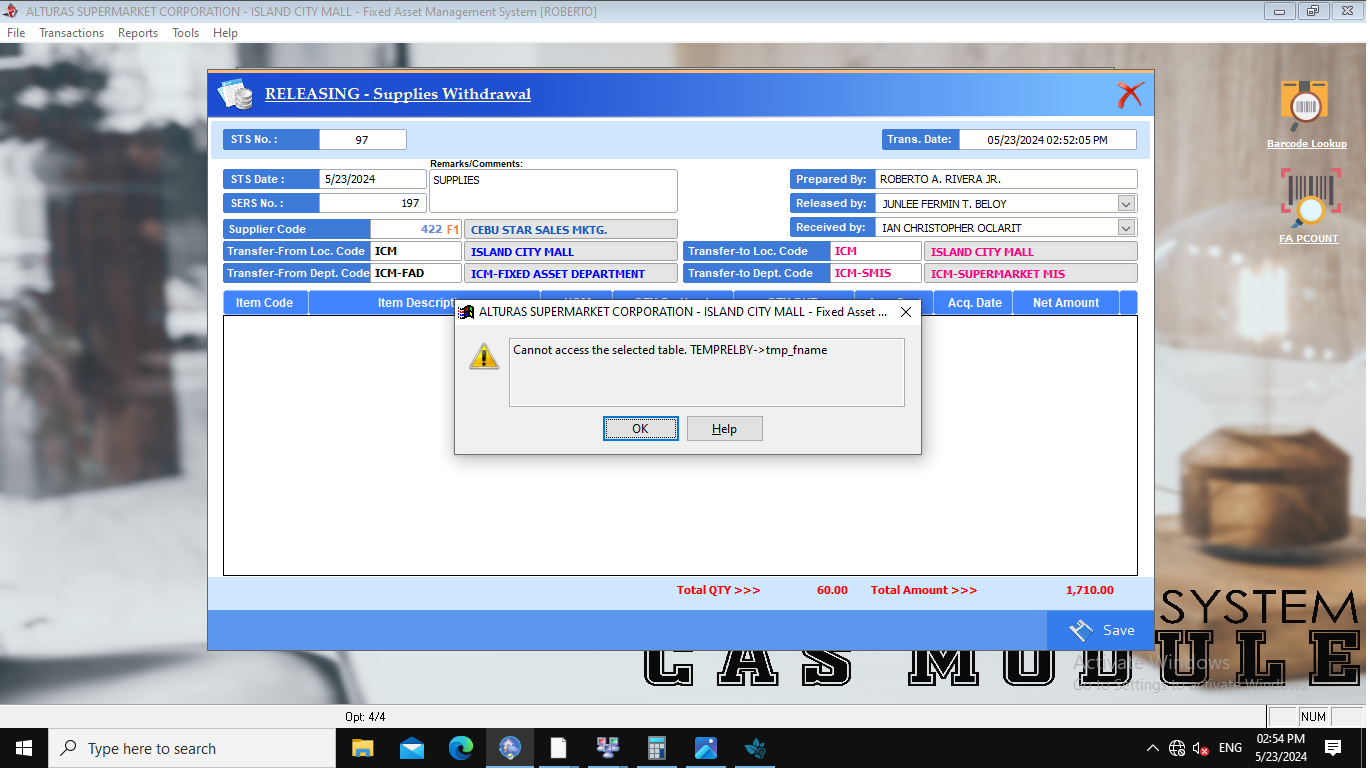 ALTURAS SUPERMARKET CORPORATION - ISLAND CITY MALL - Fixed Asset Management System [ROBERTO]
File Transactions Reports Tools Help
RELEASING - Supplies Withdrawal
Barcode Lookup
FA PCOUNT
STS No. : 97
Trans. Date: 05/23/2024 02:52:05 PM
Remarks/Comments:
STS Date : 5/23/2024
SUPPLIES
Prepared By: ROBERTO A. RIVERA JR.
SERS No. : 197
Released by: JUNLEE FERMIN T. BELOY
Supplier Code 422 F1 CEBU STAR SALES MKTG.
Received by: IAN CHRISTOPHER OCLARIT
Transfer-From Loc. Code ICM ISLAND CITY MALL Transfer-to Loc. Code ICM ISLAND CITY MALL
Transfer-From Dept. Code ICM-FAD ICM-FIXED ASSET DEPARTMENT Transfer-to Dept. Code ICM-SMIS ICM-SUPERMARKET MIS
Item Code Item Descripti Acq. Date Net Amount
ALTURAS SUPERMARKET CORPORATION - ISLAND CITY MALL - Fixed Asset ...
Cannot access the selected table. TEMPRELBY->tmp_fname
OK Help
Total QTY >>> 60.00 Total Amount >>> 1,710.00
Save
SYSTEM
CAS MODULE
Activate Windows
Go to Settings to activate Windows.
Opt: 4/4
NUM
Type here to search
ENG
02:54 PM
5/23/2024